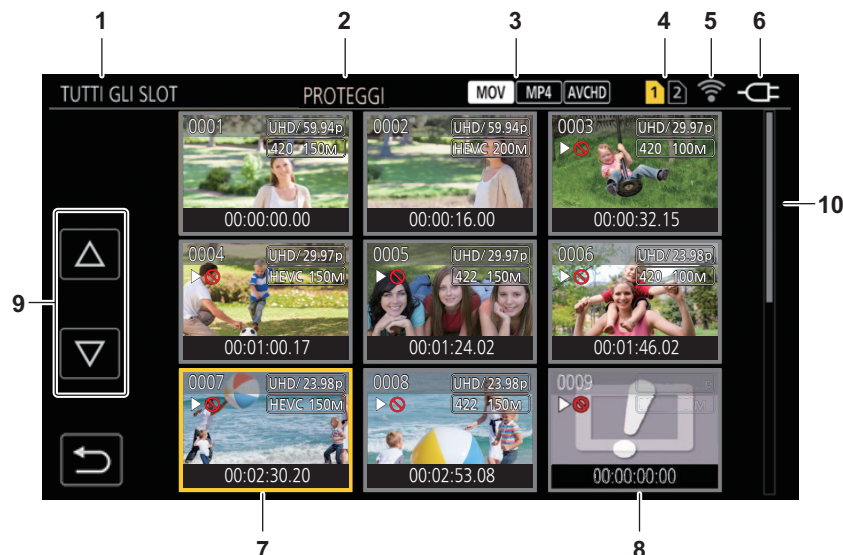 1 2 3 4 5 6
TUTTI GLI SLOT PROTEGGI MOV MP4 AVCHD 1 2
0001 UHD/59.94p
420 150M
00:00:00.00
0002 UHD/59.94p
HEVC 200M
00:00:16.00
0003 UHD/29.97p
420 100M
00:00:32.15
10
0004 UHD/29.97p
HEVC 150M
00:01:00.17
0005 UHD/29.97p
422 150M
00:01:24.02
0006 UHD/23.98p
420 100M
00:01:46.02
9
0007 UHD/23.98p
HEVC 150M
00:02:30.20
0008 UHD/23.98p
422 150M
00:02:53.08
0009
00:00:00:00
7 8